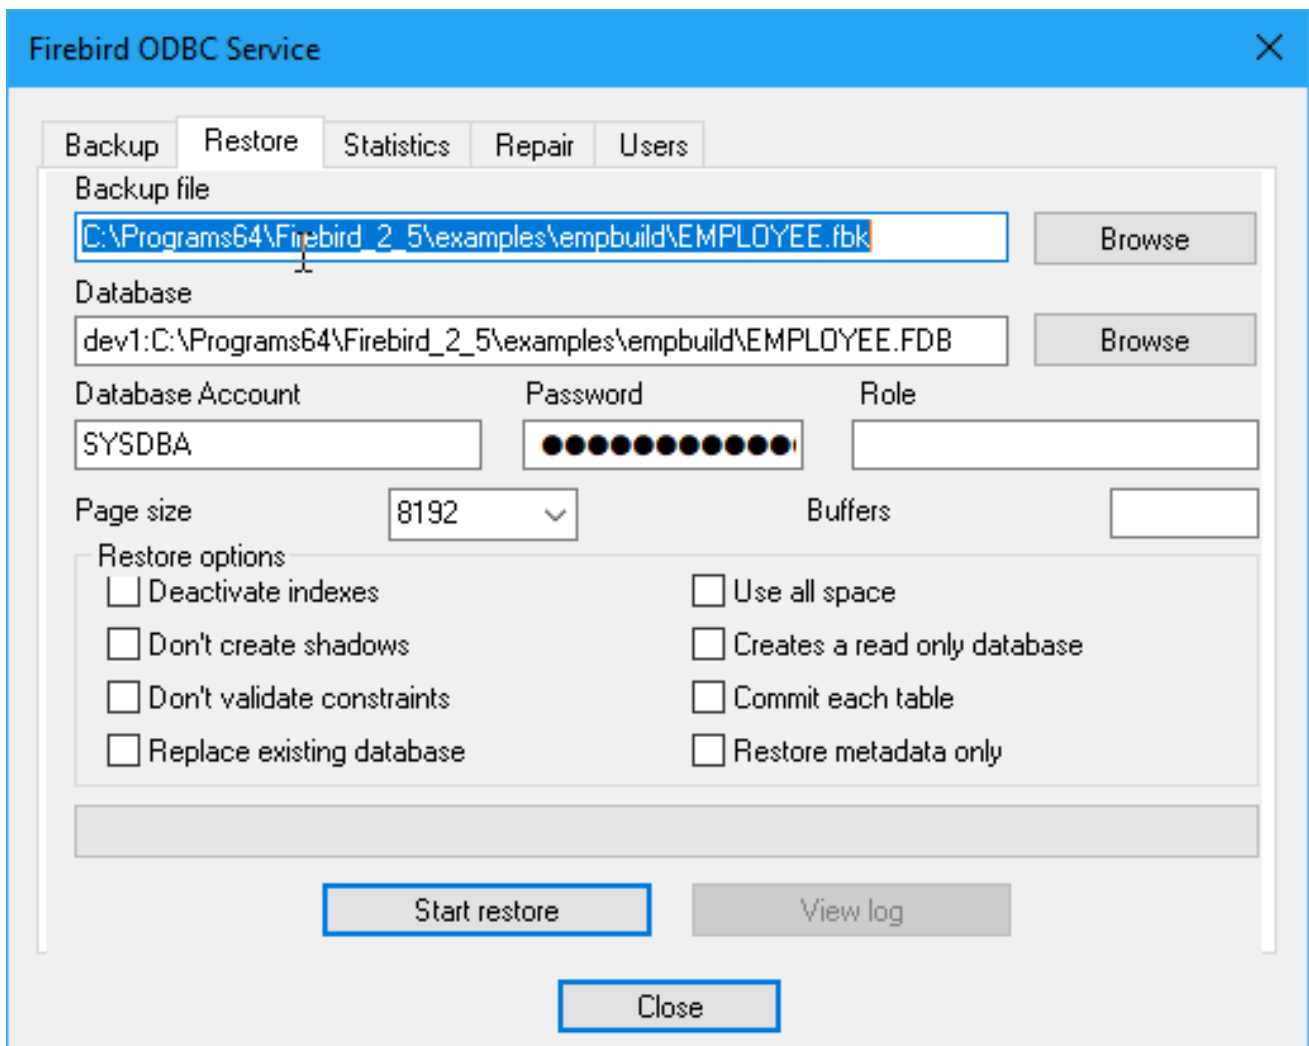 Firebird ODBC Service
Backup Restore Statistics Repair Users
Backup file
C:\Programs64\Firebird_2_5\examples\empbuild\EMPLOYEE.fbk Browse
Database
dev1:C:\Programs64\Firebird_2_5\examples\empbuild\EMPLOYEE.FDB Browse
Database Account Password Role
SYSDBA
Page size 8192 Buffers
Restore options
Deactivate indexes Use all space
Don't create shadows Creates a read only database
Don't validate constraints Commit each table
Replace existing database Restore metadata only
Start restore View log
Close